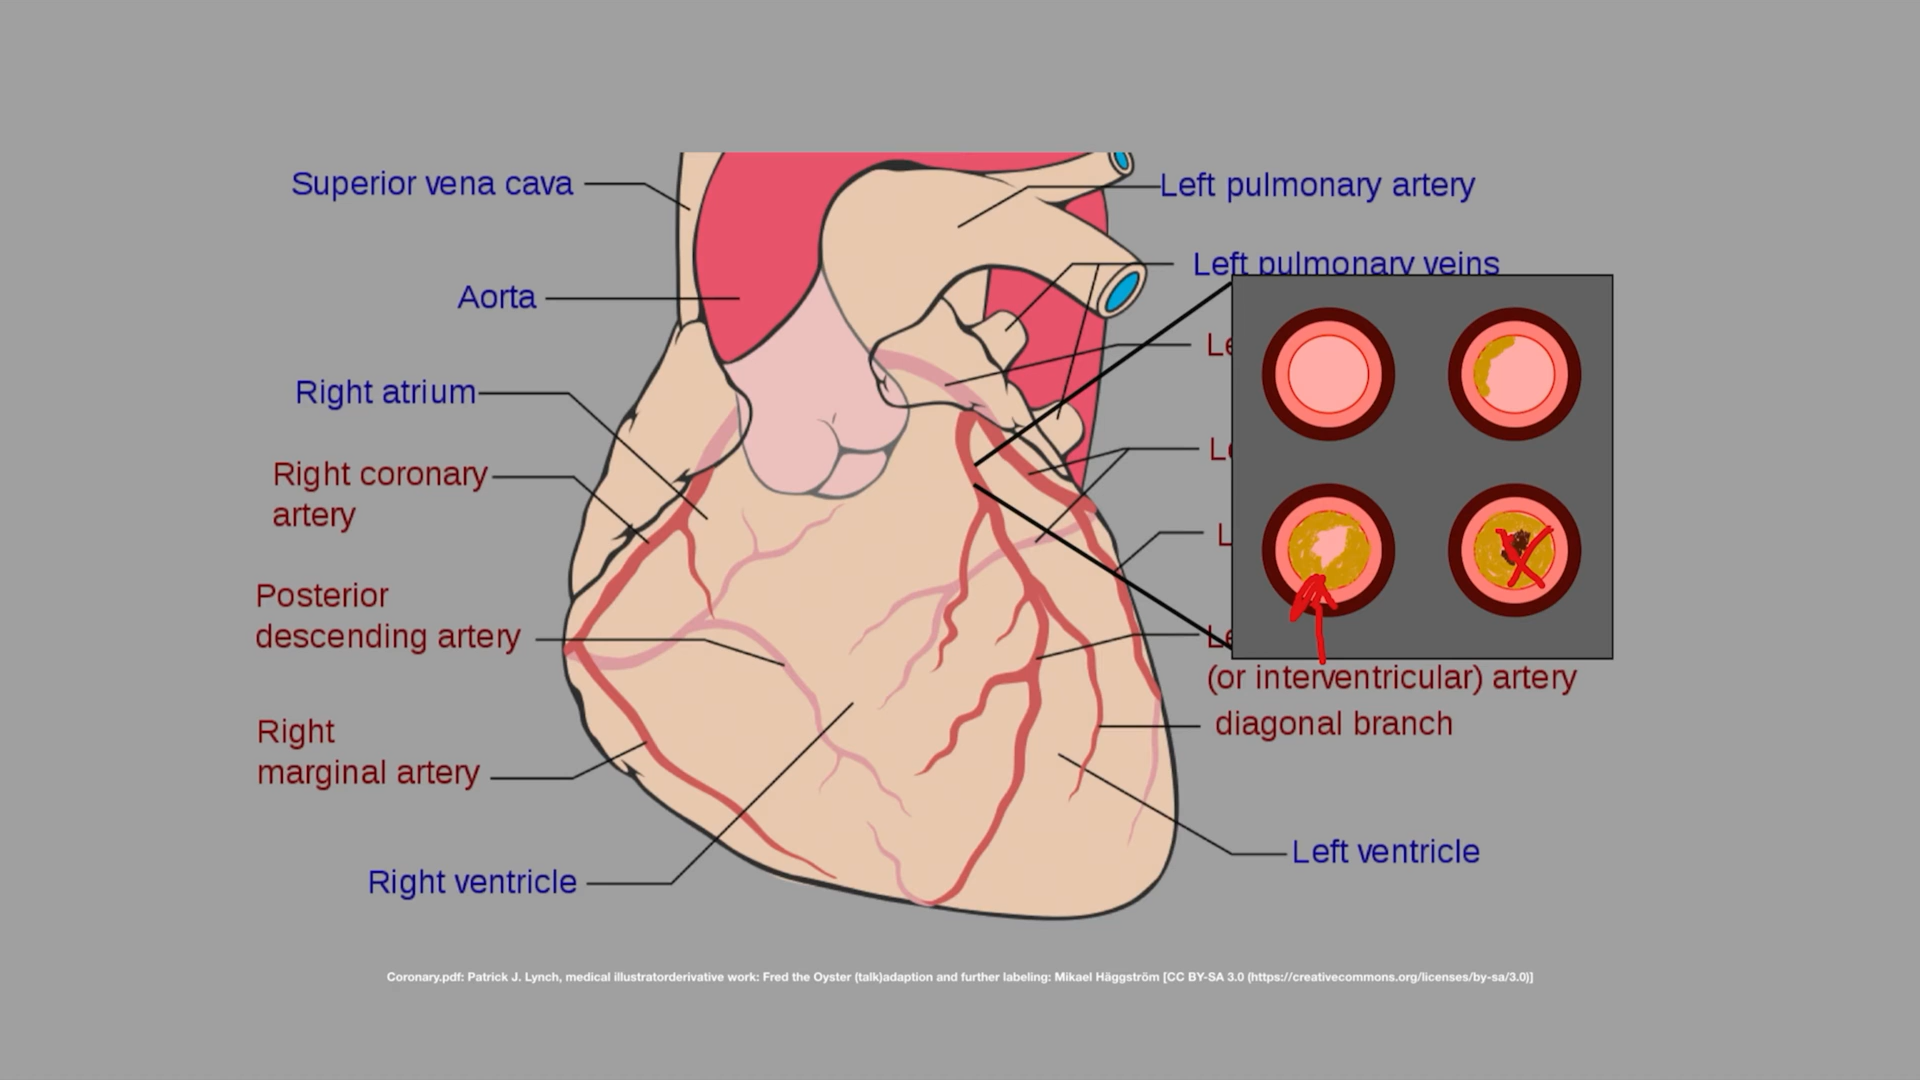 Superior vena cava
Left pulmonary artery
Left pulmonary veins
Aorta
Right atrium
Right coronary
artery
Posterior
descending artery
(or interventricular) artery
diagonal branch
Right
marginal artery
Left ventricle
Right ventricle
Coronary.pdf: Patrick J. Lynch, medical illustratorderivative work: Fred the Oyster (talk)adaption and further labeling: Mikael Häggström [CC BY-SA 3.0 (https://creativecommons.org/licenses/by-sa/3.0)]